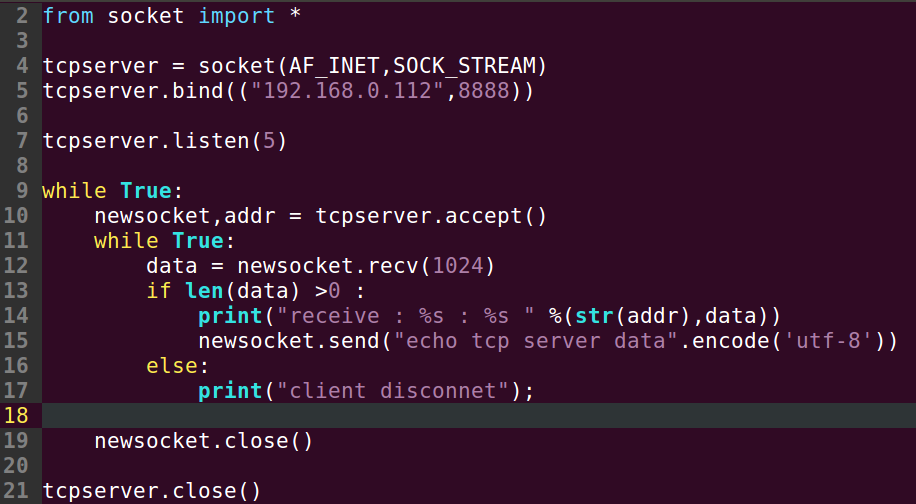 2 from socket import *
3
4 tcpserver = socket(AF_INET,SOCK_STREAM)
5 tcpserver.bind(("192.168.0.112",8888))
6
7 tcpserver.listen(5)
8
9 while True:
10     newsocket,addr = tcpserver.accept()
11     while True:
12         data = newsocket.recv(1024)
13         if len(data) >0 :
14             print("receive : %s : %s " %(str(addr),data))
15             newsocket.send("echo tcp server data".encode('utf-8'))
16         else:
17             print("client disconnet");
18
19     newsocket.close()
20
21 tcpserver.close()